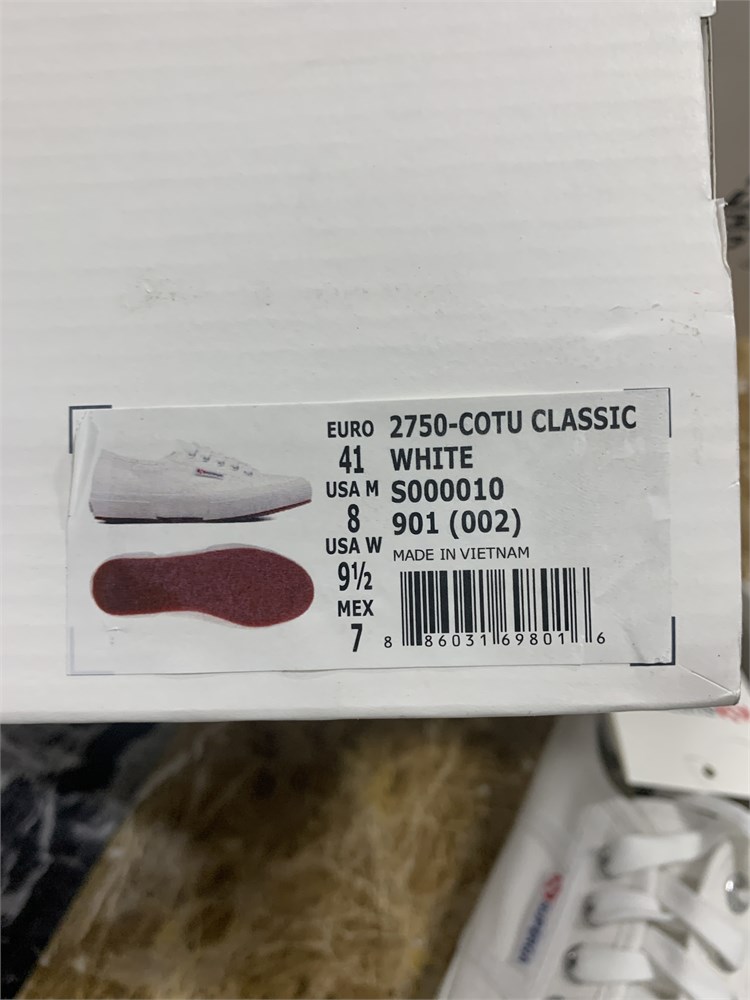 EURO
41
USA M
8
USA W
9½
MEX
7
2750-COTU CLASSIC
WHITE
S000010
901 (002)
MADE IN VIETNAM
8 86031 69801 6